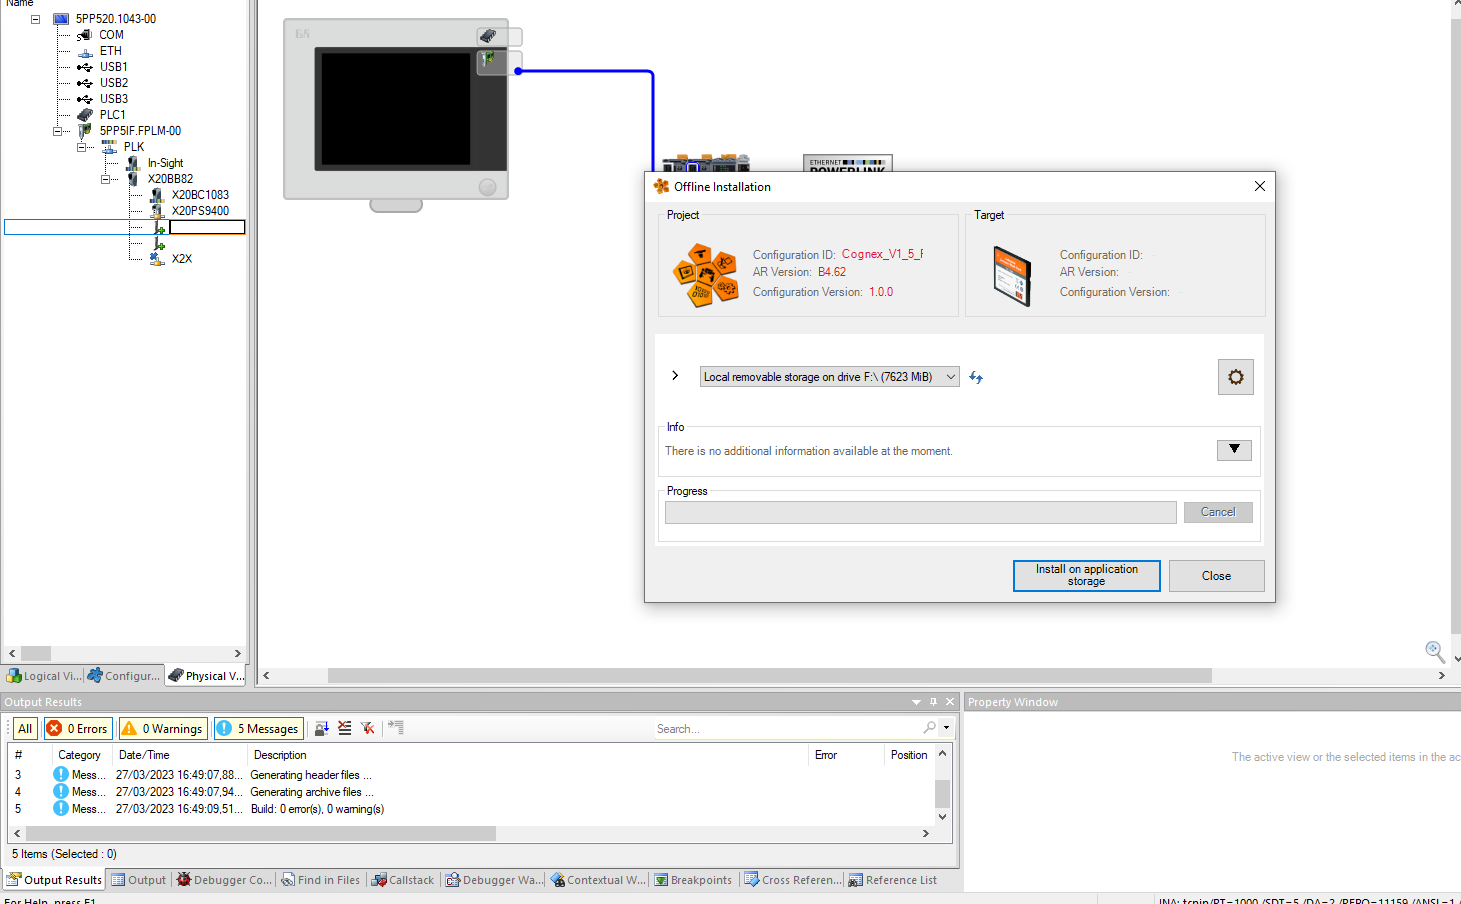 Name
5PP520.1043-00
COM
ETH
USB1
USB2
USB3
PLC1
5PP5IF.FPLM-00
PLK
In-Sight
X20BB82
X20BC1083
X20PS9400
X2X
ETHERNET
POWERLINK
Offline Installation
Project
Configuration ID: Cognex_V1_5_F
AR Version: B4.62
Configuration Version: 1.0.0
Target
Configuration ID: -
AR Version: -
Configuration Version: -
Local removable storage on drive F:\ (7623 MiB)
Info
There is no additional information available at the moment.
Progress
Cancel
Install on application
storage
Close
Logical Vi...
Configur...
Physical V...
Output Results
All
0 Errors
0 Warnings
5 Messages
Search...
# Category Date/Time Description Error Position
3 Mess... 27/03/2023 16:49:07,88... Generating header files ...
4 Mess... 27/03/2023 16:49:07,94... Generating archive files ...
5 Mess... 27/03/2023 16:49:09,51... Build: 0 error(s), 0 warning(s)
5 Items (Selected : 0)
Output Results
Output
Debugger Co...
Find in Files
Callstack
Debugger Wa...
Contextual W...
Breakpoints
Cross Referen...
Reference List
Property Window
The active view or the selected items in the ac
For Help, press F1
INA: tcpip/RT=1000 /SDT=5 /DA=2 /REPO=11159 /ANSL=1